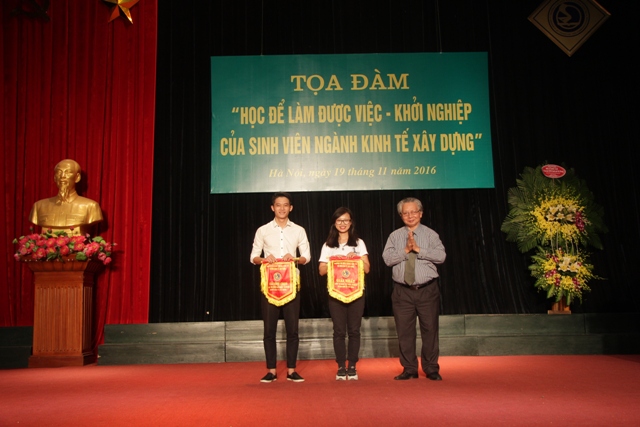 TỌA ĐÀM
“HỌC ĐỂ LÀM ĐƯỢC VIỆC - KHỞI NGHIỆP
CỦA SINH VIÊN NGÀNH KINH TẾ XÂY DỰNG”
Hà Nội, ngày 19 tháng 11 năm 2016